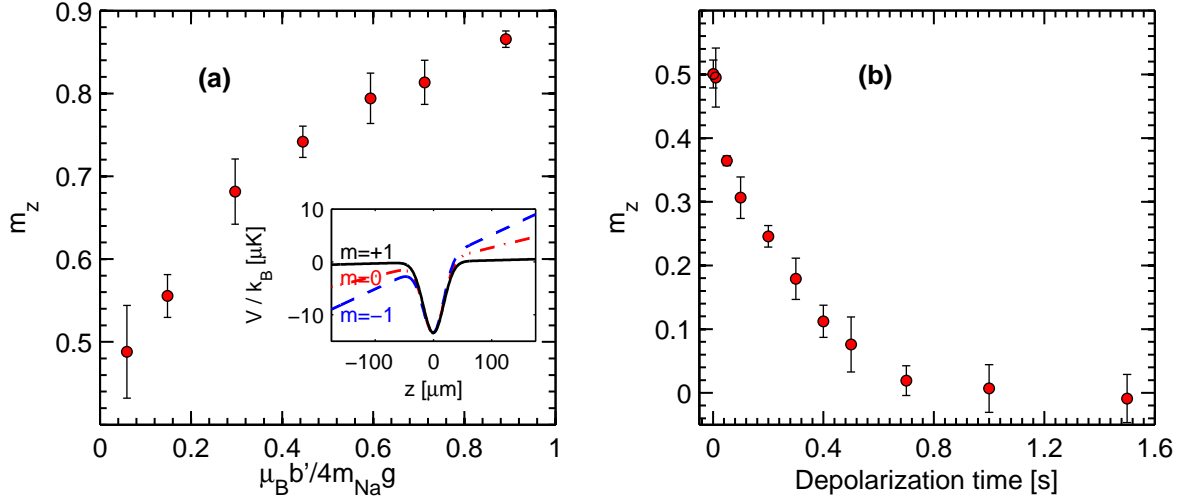 (a)
m_z
0.9
0.8
0.7
0.6
0.5
0 0.2 0.4 0.6 0.8 1
μ_B b'/4m_Na g
V / k_B [μK]
10
0
−10
m=+1
m=0
m=−1
−100 0 100
z [μm]
(b)
m_z
0.5
0.4
0.3
0.2
0.1
0
0 0.4 0.8 1.2 1.6
Depolarization time [s]